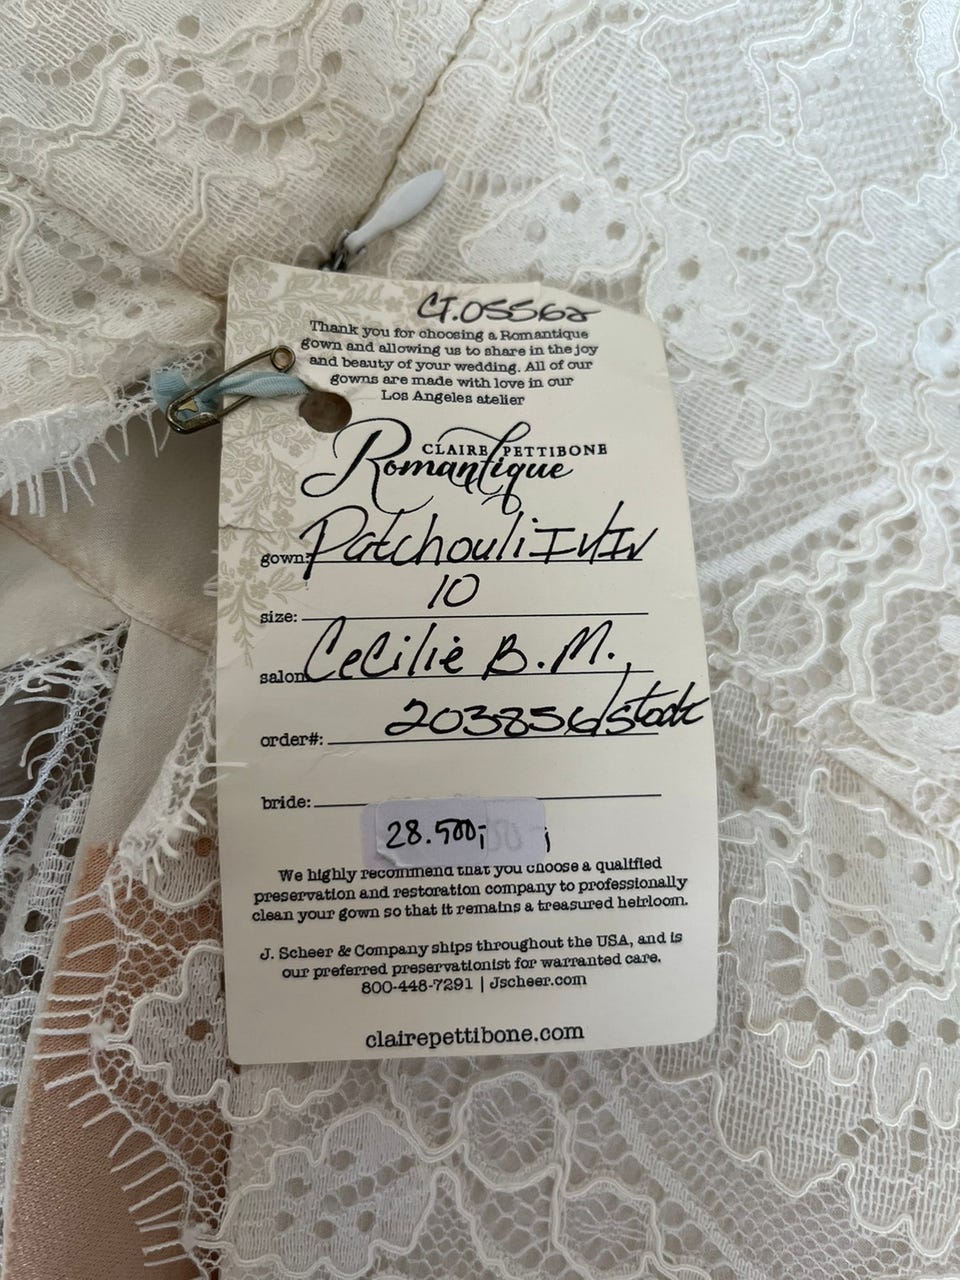 CT.05562
Thank you for choosing a Romantique
gown and allowing us to share in the joy
and beauty of your wedding. All of our
gowns are made with love in our
Los Angeles atelier
CLAIRE PETTIBONE
Romantique
gown: Patchouli IV/IV
size: 10
salon: Cecilie B.M.,
order#: 203856/stock
bride:
28.500,-
We highly recommend that you choose a qualified
preservation and restoration company to professionally
clean your gown so that it remains a treasured heirloom.
J. Scheer & Company ships throughout the USA, and is
our preferred preservationist for warranted care.
800-448-7291 | Jscheer.com
clairepettibone.com